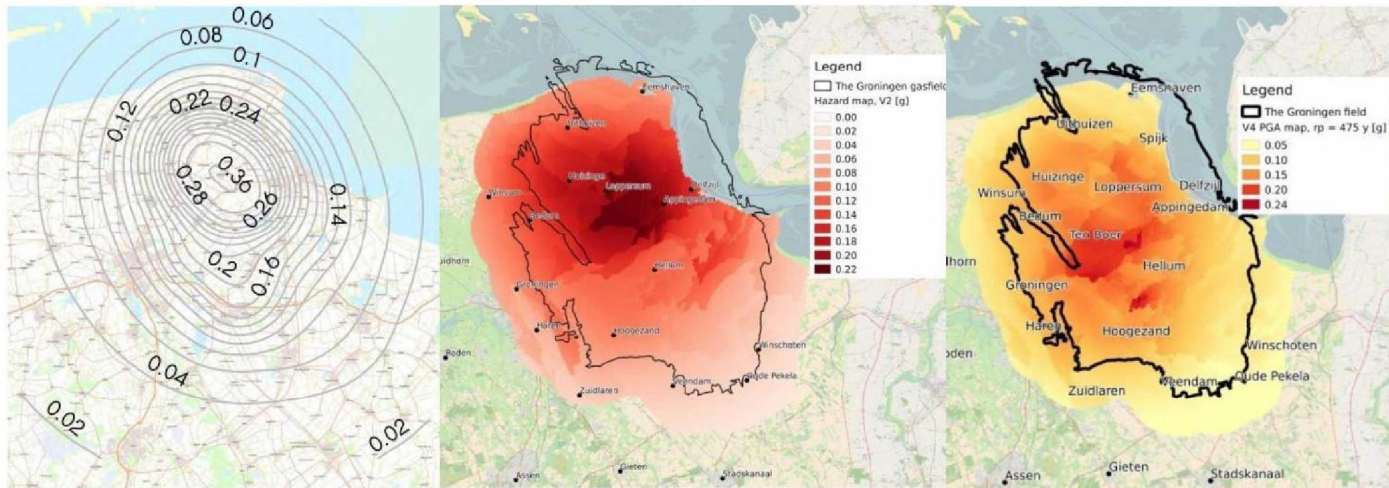 0.06
0.08
0.1
0.12
0.22
0.24
0.36
0.28
0.26
0.14
0.2
0.16
0.04
0.02
0.02
Legend
The Groningen gasfield
Hazard map, V2 [g]
0.00
0.02
0.04
0.06
0.08
0.10
0.12
0.14
0.16
0.18
0.20
0.22
Eemshaven
Uithuizen
Huizinge
Loppersum
Delfzijl
Winsum
Appingedam
Bedum
Zuidhorn
Hellum
Groningen
Haren
Hoogezand
Roden
Winschoten
Veendam
Oude Pekela
Zuidlaren
Assen
Gieten
Stadskanaal
Legend
The Groningen field
V4 PGA map, rp = 475 y [g]
0.05
0.10
0.15
0.20
0.24
Eemshaven
Uithuizen
Spijk
Huizinge
Loppersum
Delfzijl
Winsum
Appingedam
Bedum
Ten Boer
dhorn
Hellum
Groningen
Haren
Hoogezand
Roden
Winschoten
Veendam
Oude Pekela
Zuidlaren
Assen
Gieten
Stadskanaal